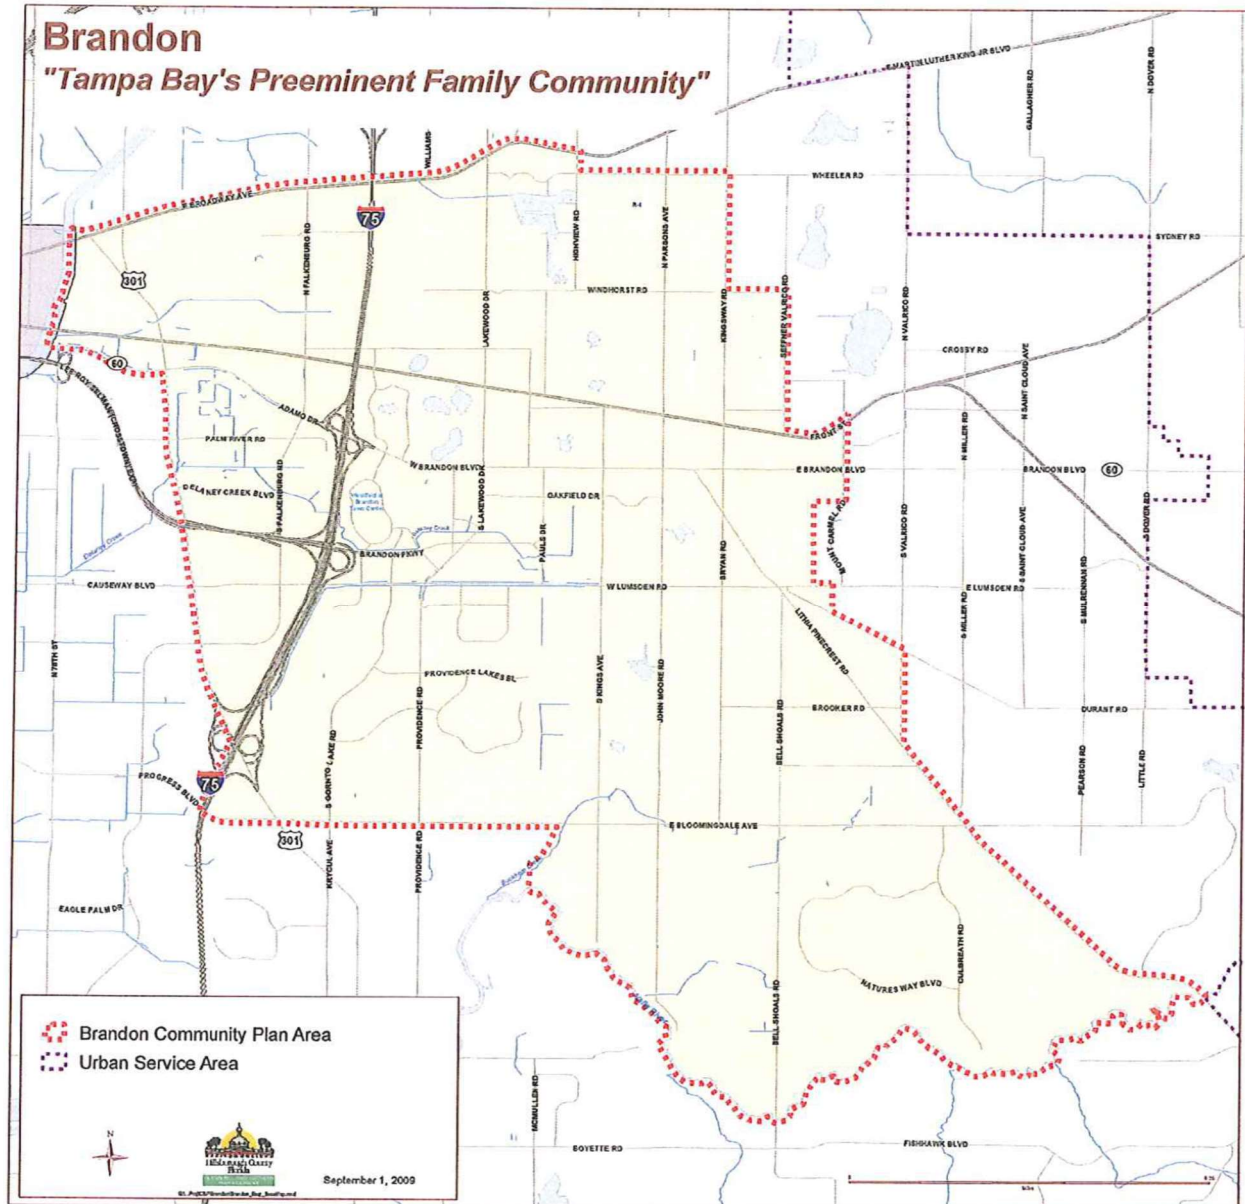 Brandon
"Tampa Bay's Preeminent Family Community"
E MARTIN LUTHER KING JR BLVD
N DOVER RD
GALLAGHER RD
WILLIAMS
WHEELER RD
E BROADWAY AVE
75
HIGHVIEW RD
N PARSONS AVE
SYDNEY RD
N FALKENBURG RD
301
WINDHORST RD
LAKEWOOD DR
KINGSWAY RD
SEFFNER VALRICO RD
N VALRICO RD
CROSBY RD
60
N SAINT CLOUD AVE
ADAMO DR
FRONT ST
N MILLER RD
PALM RIVER RD
W BRANDON BLVD
E BRANDON BLVD
BRANDON BLVD
60
DELANEY CREEK BLVD
S FALKENBURG RD
S LAKEWOOD DR
OAKFIELD DR
MOUNT CARMEL RD
S VALRICO RD
S SAINT CLOUD AVE
S DOVER RD
PAULS DR
BRYAN RD
BRANDON PKWY
CAUSEWAY BLVD
W LUMSDEN RD
E LUMSDEN RD
S MILLER RD
S MULRENNAN RD
LITHIA PINECREST RD
N 78TH ST
PROVIDENCE LAKES BL
S KINGS AVE
JOHN MOORE RD
PROVIDENCE RD
BROOKER RD
DURANT RD
S GORNTO LAKE RD
BELL SHOALS RD
PEARSON RD
LITTLE RD
75
PROGRESS BLVD
301
E BLOOMINGDALE AVE
KRYCUL AVE
PROVIDENCE RD
EAGLE PALM DR
CULBREATH RD
NATURES WAY BLVD
BELL SHOALS RD
Brandon Community Plan Area
Urban Service Area
MCMULLEN RD
BOYETTE RD
FISHHAWK BLVD
N
Hillsborough County
Florida
September 1, 2009